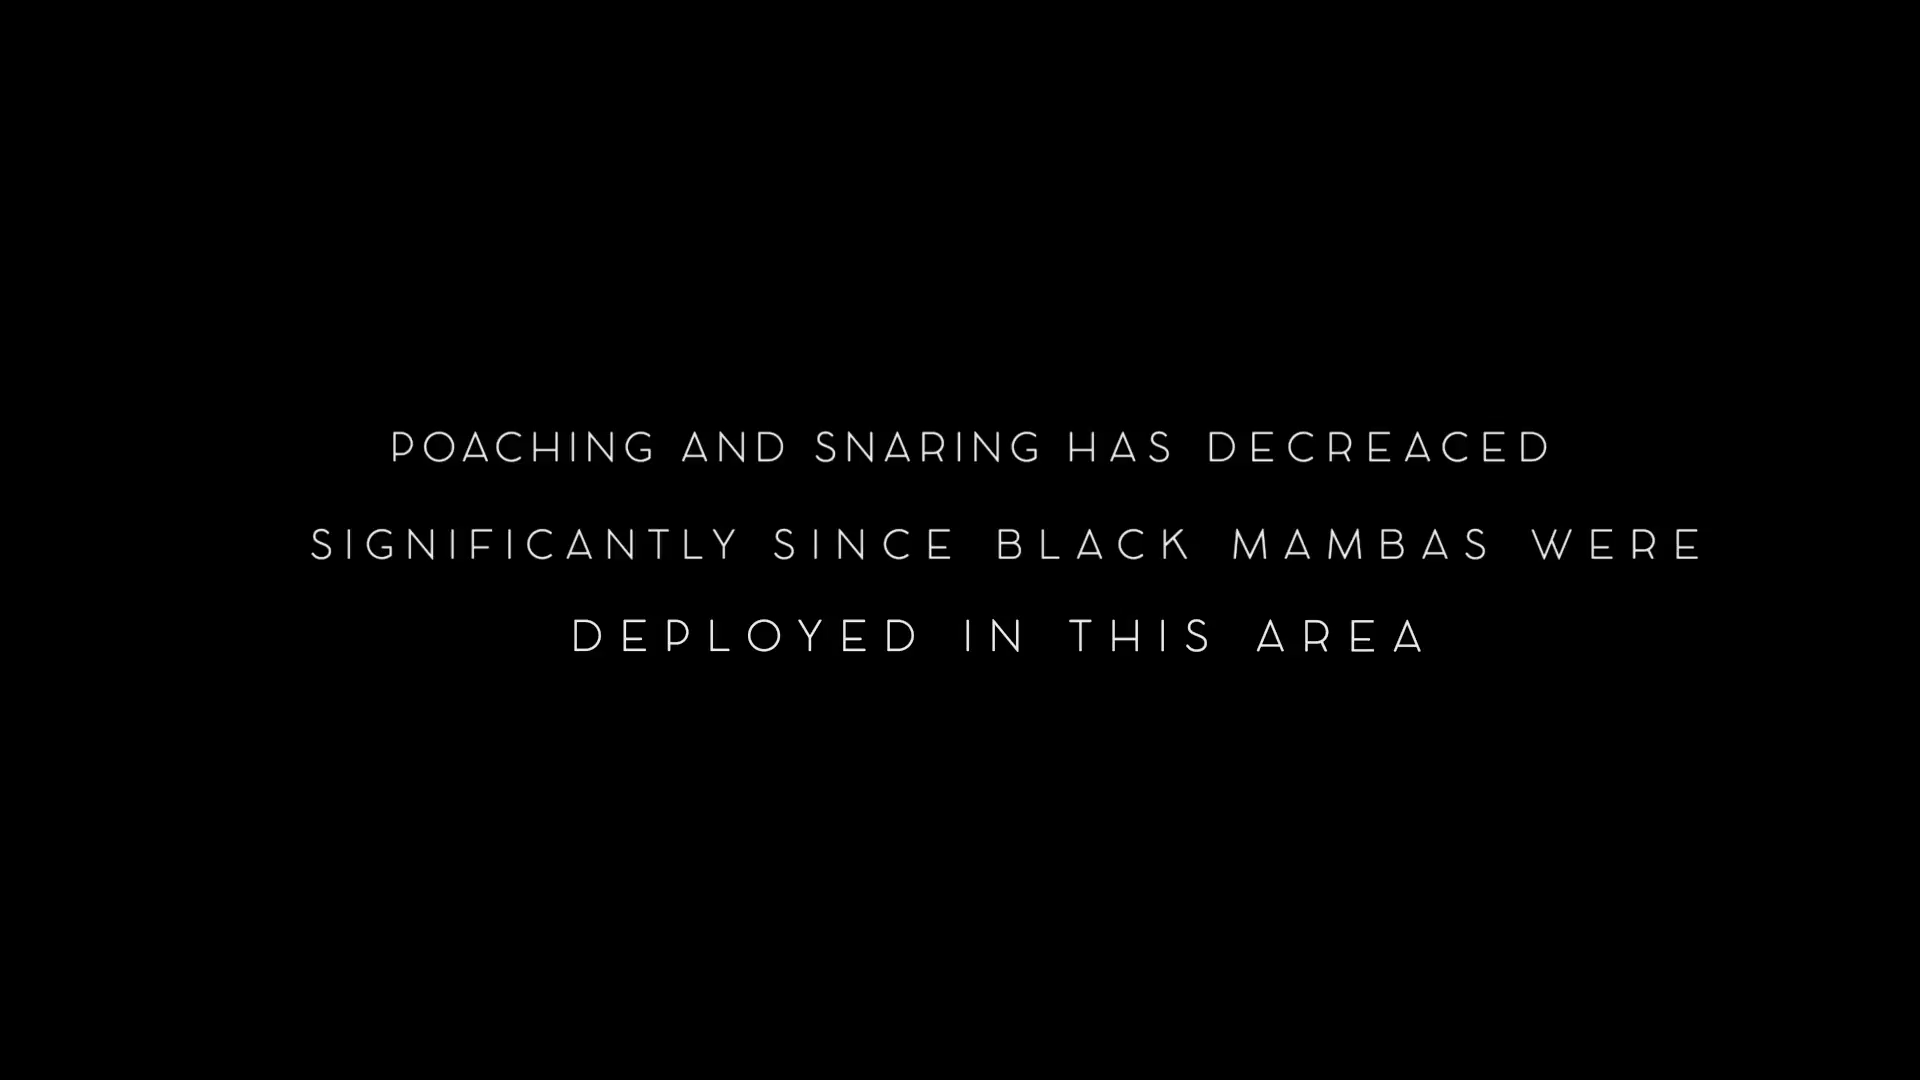 POACHING AND SNARING HAS DECREACED
SIGNIFICANTLY SINCE BLACK MAMBAS WERE
DEPLOYED IN THIS AREA